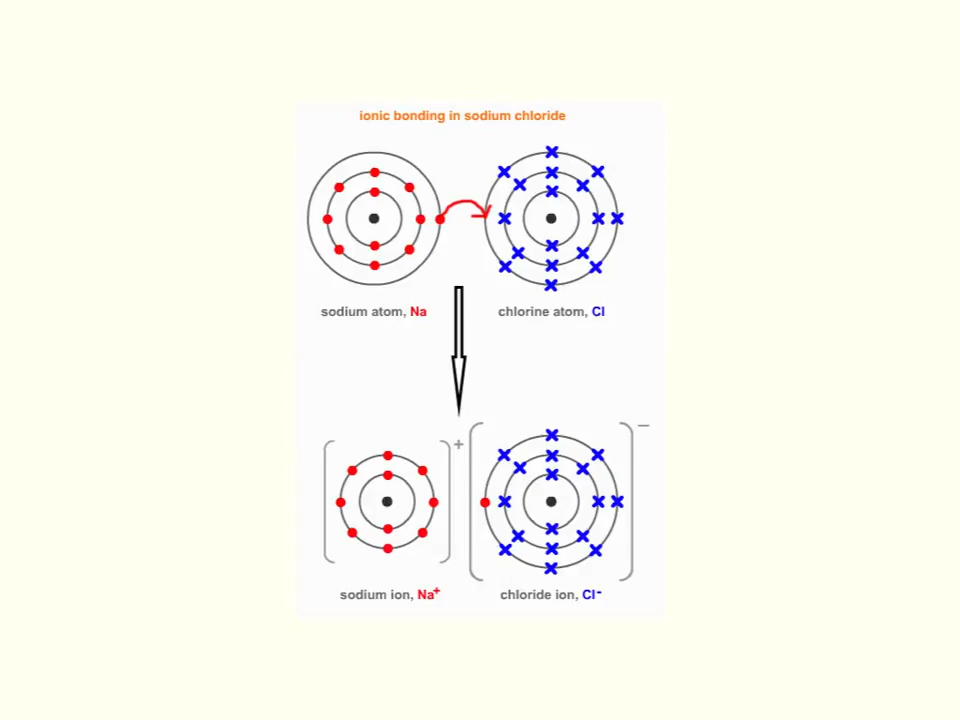 ionic bonding in sodium chloride
sodium atom, Na
chlorine atom, Cl
+
−
sodium ion, Na+
chloride ion, Cl-